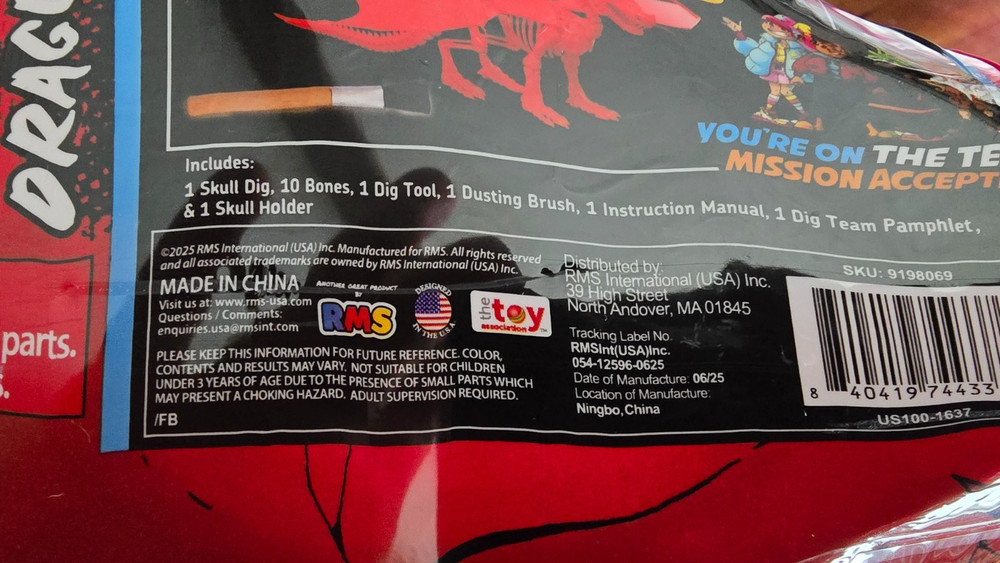 DRAG
parts.
YOU'RE ON THE
MISSION
Includes:
1 Skull Dig, 10 Bones, 1 Dig Tool, 1 Dusting Brush, 1 Instruction Manual, 1 Dig Team Pamphlet,
& 1 Skull Holder
©2025 RMS International (USA) Inc. Manufactured for RMS. All rights reserved
and all associated trademarks are owned by RMS International (USA) Inc.
MADE IN CHINA
Visit us at: www.rms-usa.com
Questions / Comments:
enquiries.usa@rmsint.com
ANOTHER GREAT PRODUCT
BY
RMS
DESIGNED
IN THE U.S.A
the toy
association
TM
PLEASE KEEP THIS INFORMATION FOR FUTURE REFERENCE. COLOR,
CONTENTS AND RESULTS MAY VARY. NOT SUITABLE FOR CHILDREN
UNDER 3 YEARS OF AGE DUE TO THE PRESENCE OF SMALL PARTS WHICH
MAY PRESENT A CHOKING HAZARD. ADULT SUPERVISION REQUIRED.
/FB
Distributed by:
RMS International (USA) Inc.
39 High Street
North Andover, MA 01845
Tracking Label No.
RMSInt(USA)Inc.
054-12596-0625
Date of Manufacture: 06/25
Location of Manufacture:
Ningbo,China
SKU: 9198069
8 40419 74433
US100-1637